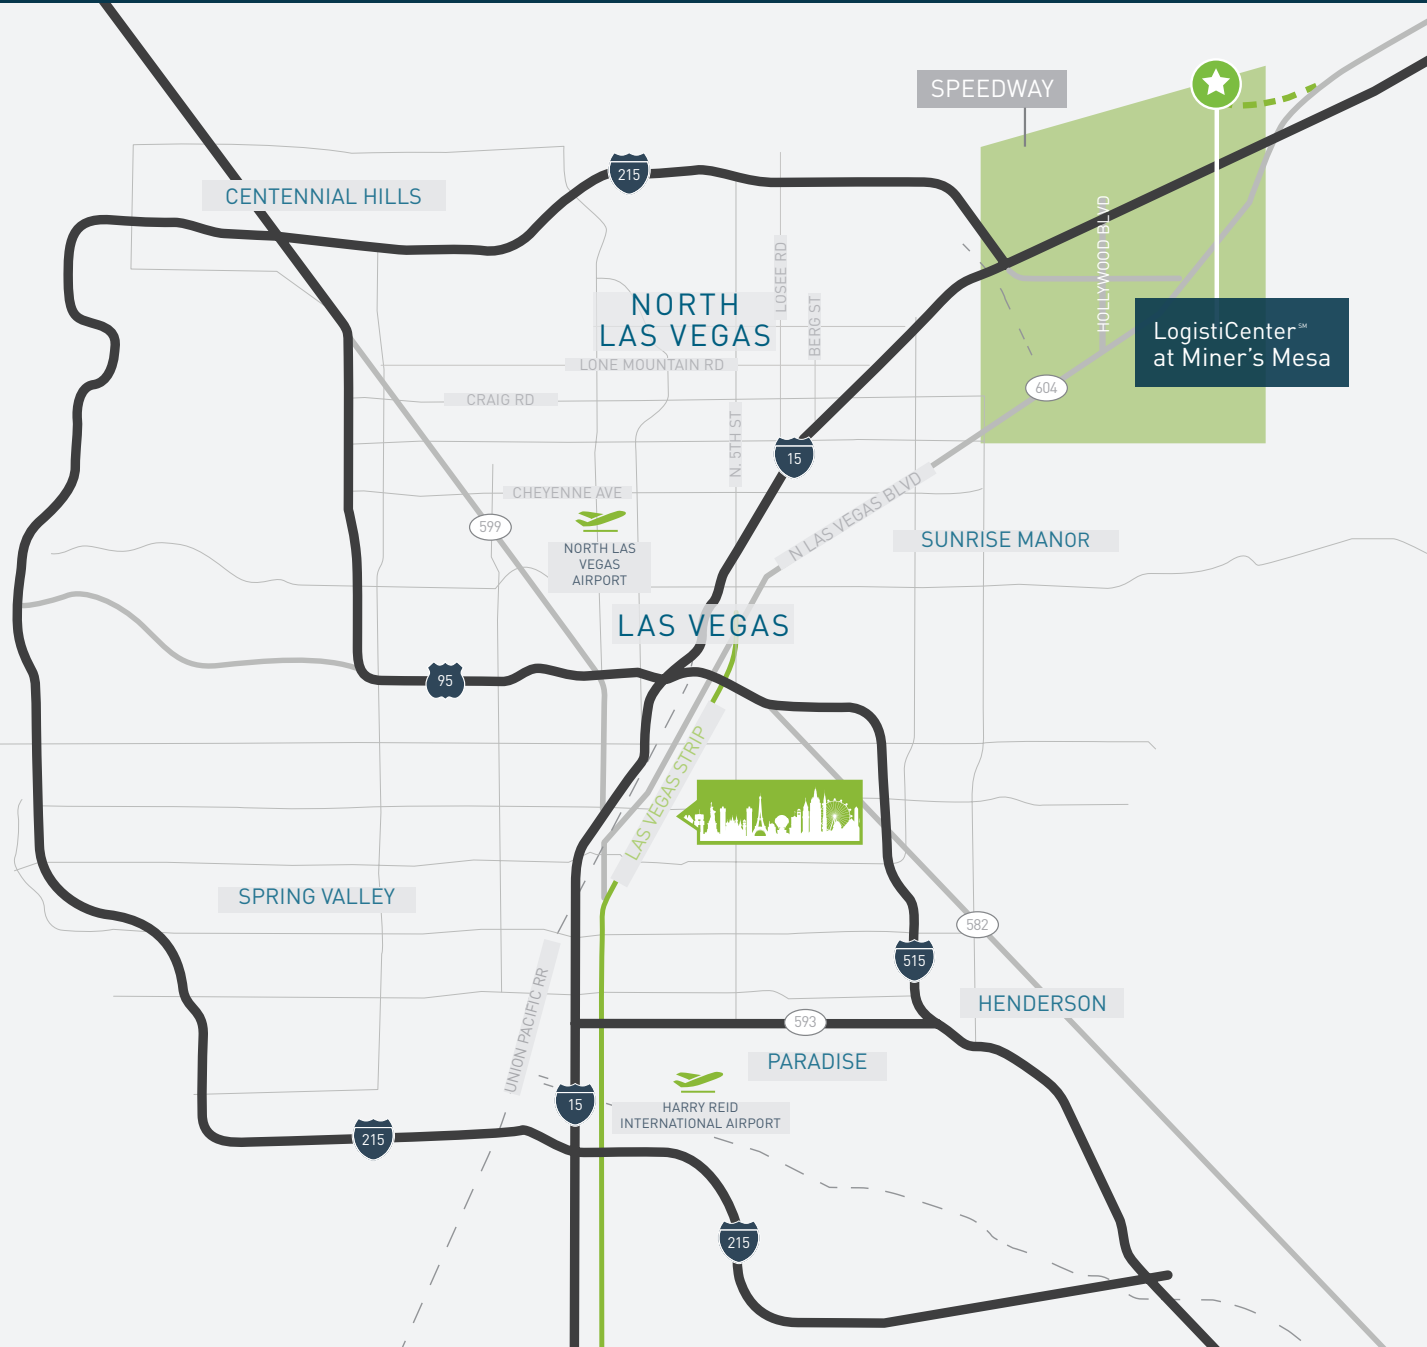 SPEEDWAY
215
CENTENNIAL HILLS
HOLLYWOOD BLVD
LOSEE RD
NORTH
LAS VEGAS
BERG ST
LogistiCenter℠
at Miner's Mesa
LONE MOUNTAIN RD
604
CRAIG RD
N. 5TH ST
15
CHEYENNE AVE
N LAS VEGAS BLVD
599
SUNRISE MANOR
NORTH LAS
VEGAS
AIRPORT
LAS VEGAS
95
LAS VEGAS STRIP
SPRING VALLEY
582
515
UNION PACIFIC RR
HENDERSON
593
PARADISE
15
HARRY REID
INTERNATIONAL AIRPORT
215
215